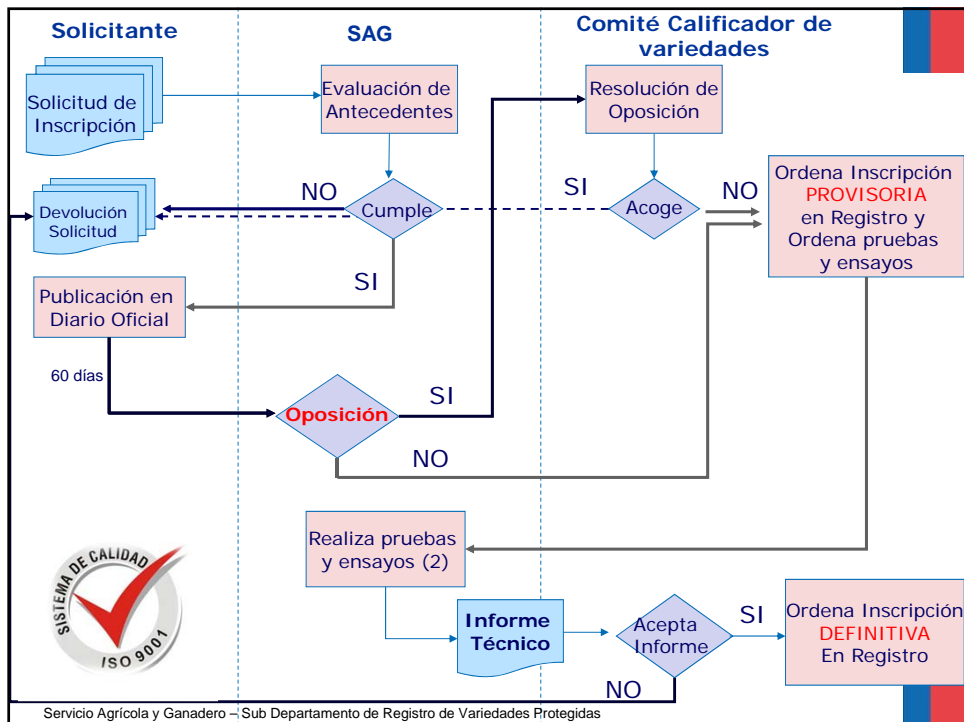 Solicitante
SAG
Comité Calificador de
variedades
Solicitud de
Inscripción
Evaluación de
Antecedentes
Resolución de
Oposición
Devolución
Solicitud
NO
Cumple
SI
Acoge
NO
Ordena Inscripción
PROVISORIA
en Registro y
Ordena pruebas
y ensayos
SI
Publicación en
Diario Oficial
60 días
Oposición
SI
NO
Realiza pruebas
y ensayos (2)
Informe
Técnico
Acepta
Informe
SI
NO
Ordena Inscripción
DEFINITIVA
En Registro
SISTEMA DE CALIDAD
ISO 9001
Servicio Agrícola y Ganadero – Sub Departamento de Registro de Variedades Protegidas